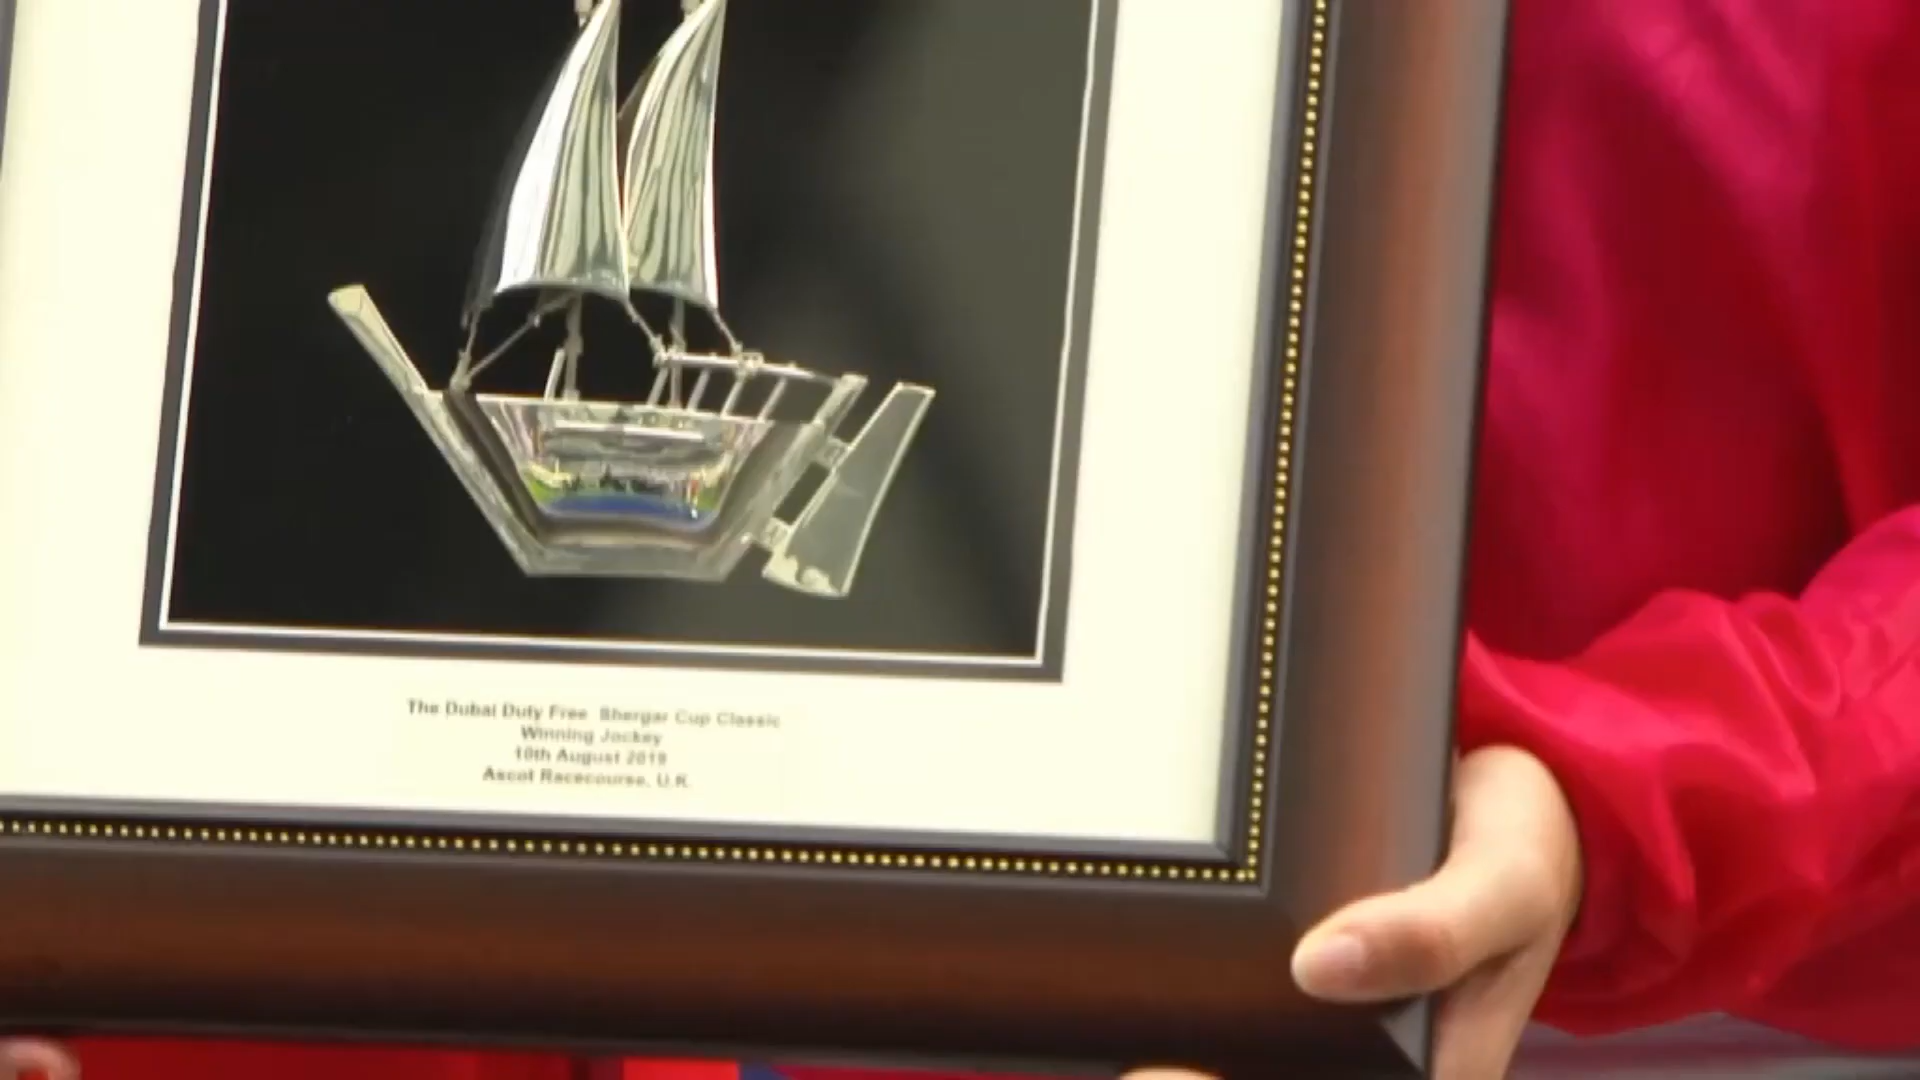 The Dubai Duty Free Shergar Cup Classic
Winning Jockey
10th August 2019
Ascot Racecourse, U.K.